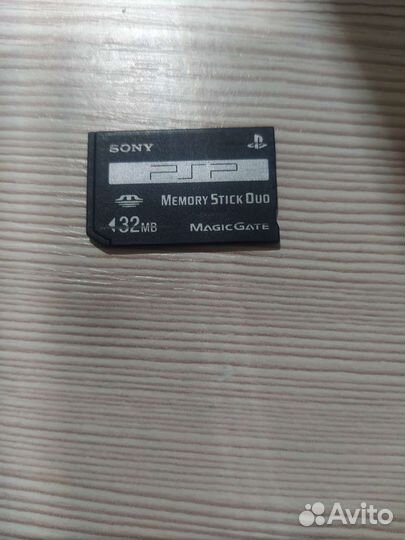 SONY
PSP
MEMORY STICK DUO
32MB
MAGICGATE
Avito